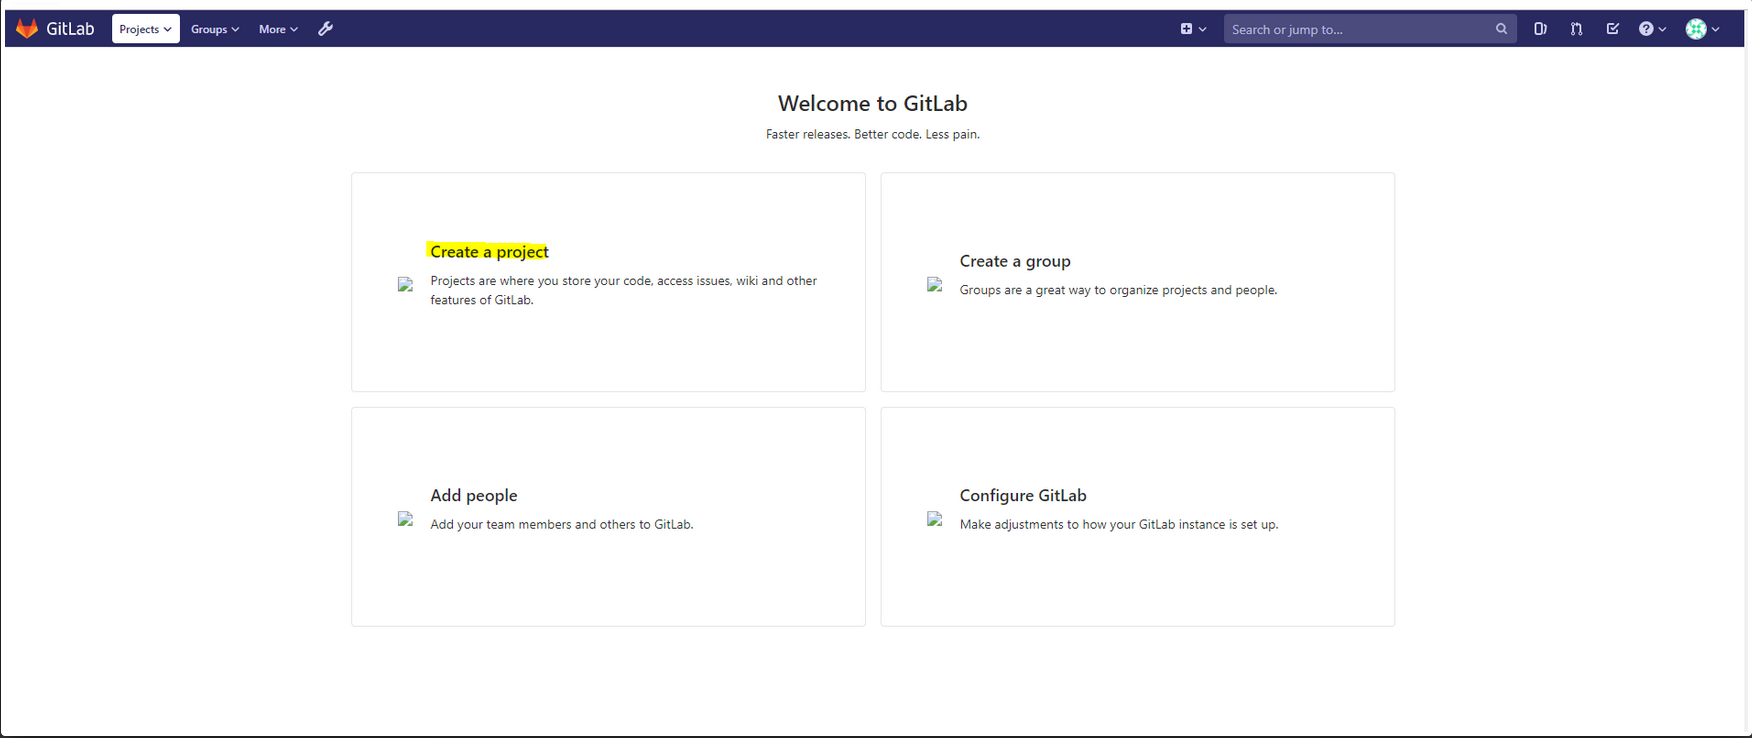 GitLab Projects Groups More Search or jump to...
Welcome to GitLab
Faster releases. Better code. Less pain.
Create a project
Projects are where you store your code, access issues, wiki and other
features of GitLab.
Create a group
Groups are a great way to organize projects and people.
Add people
Add your team members and others to GitLab.
Configure GitLab
Make adjustments to how your GitLab instance is set up.